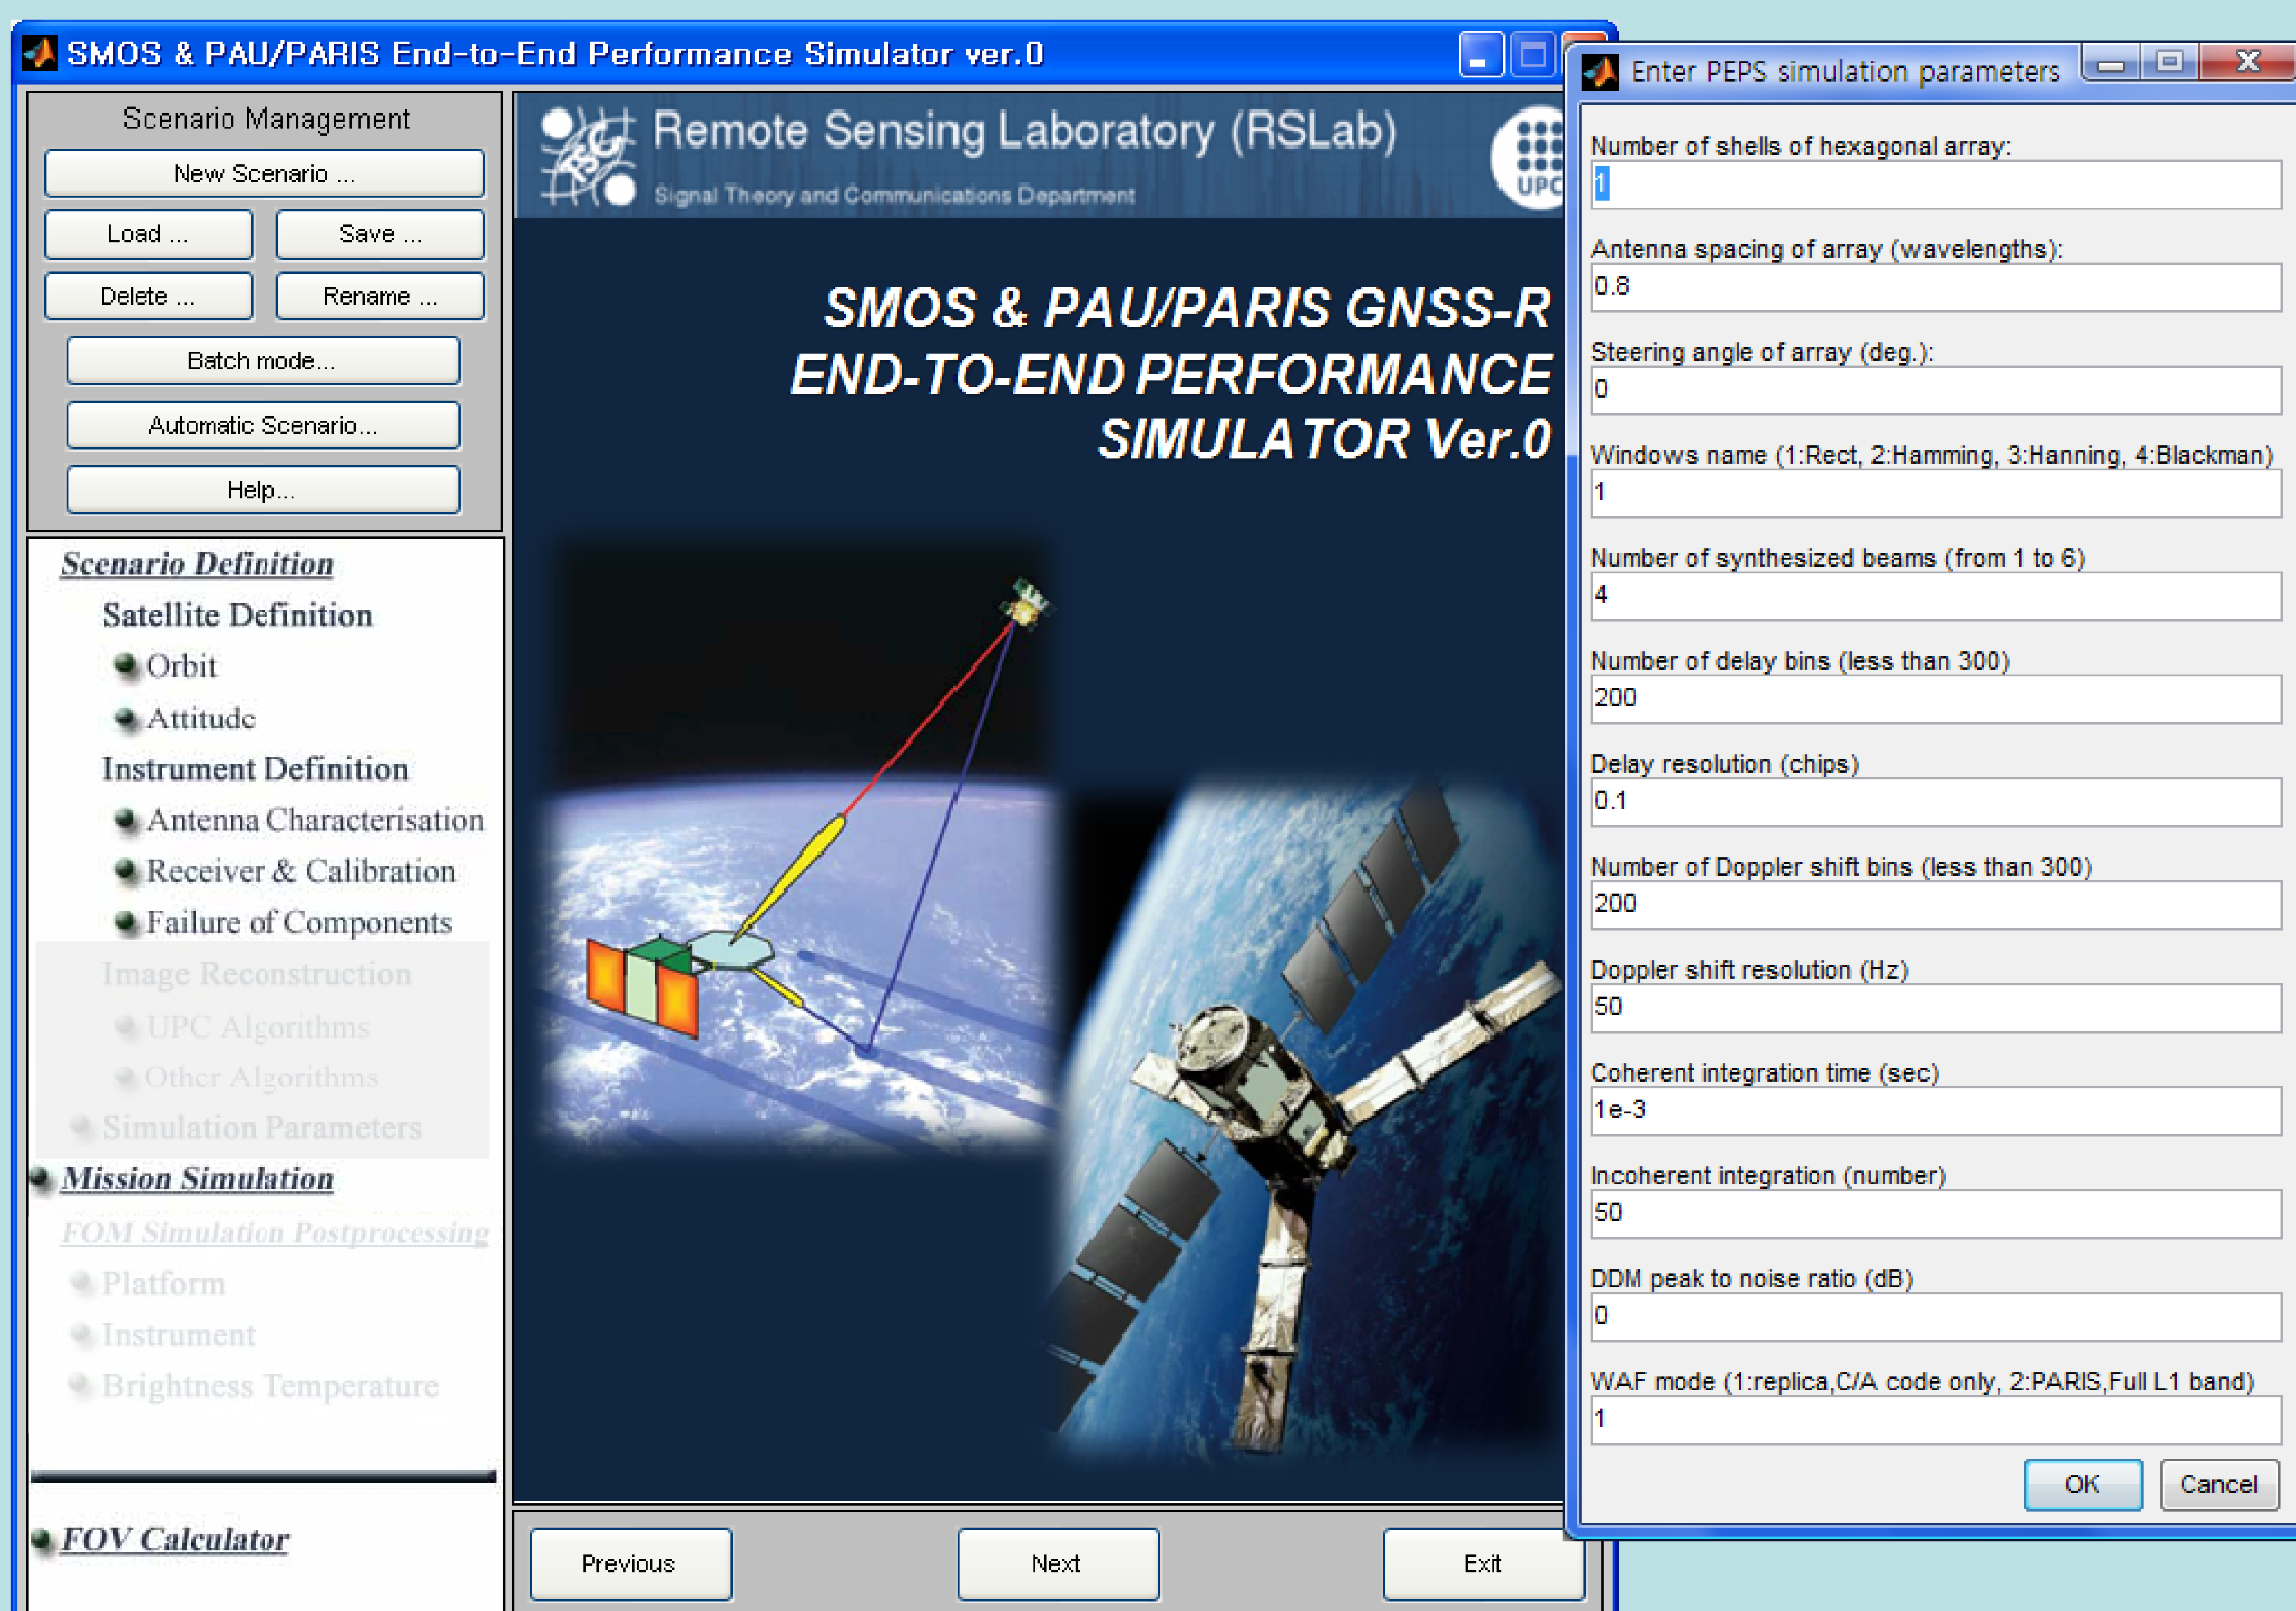 SMOS & PAU/PARIS End-to-End Performance Simulator ver.0
Scenario Management
New Scenario ...
Load ...
Save ...
Delete ...
Rename ...
Batch mode...
Automatic Scenario...
Help...
Scenario Definition
Satellite Definition
Orbit
Attitude
Instrument Definition
Antenna Characterisation
Receiver & Calibration
Failure of Components
Image Reconstruction
UPC Algorithms
Other Algorithms
Simulation Parameters
Mission Simulation
FOM Simulation Postprocessing
Platform
Instrument
Brightness Temperature
FOV Calculator
Remote Sensing Laboratory (RSLab)
Signal Theory and Communications Department
UPC
SMOS & PAU/PARIS GNSS-R
END-TO-END PERFORMANCE
SIMULATOR Ver.0
Previous
Next
Exit
Enter PEPS simulation parameters
Number of shells of hexagonal array:
1
Antenna spacing of array (wavelengths):
0.8
Steering angle of array (deg.):
0
Windows name (1:Rect, 2:Hamming, 3:Hanning, 4:Blackman)
1
Number of synthesized beams (from 1 to 6)
4
Number of delay bins (less than 300)
200
Delay resolution (chips)
0.1
Number of Doppler shift bins (less than 300)
200
Doppler shift resolution (Hz)
50
Coherent integration time (sec)
1e-3
Incoherent integration (number)
50
DDM peak to noise ratio (dB)
0
WAF mode (1:replica,C/A code only, 2:PARIS,Full L1 band)
1
OK
Cancel